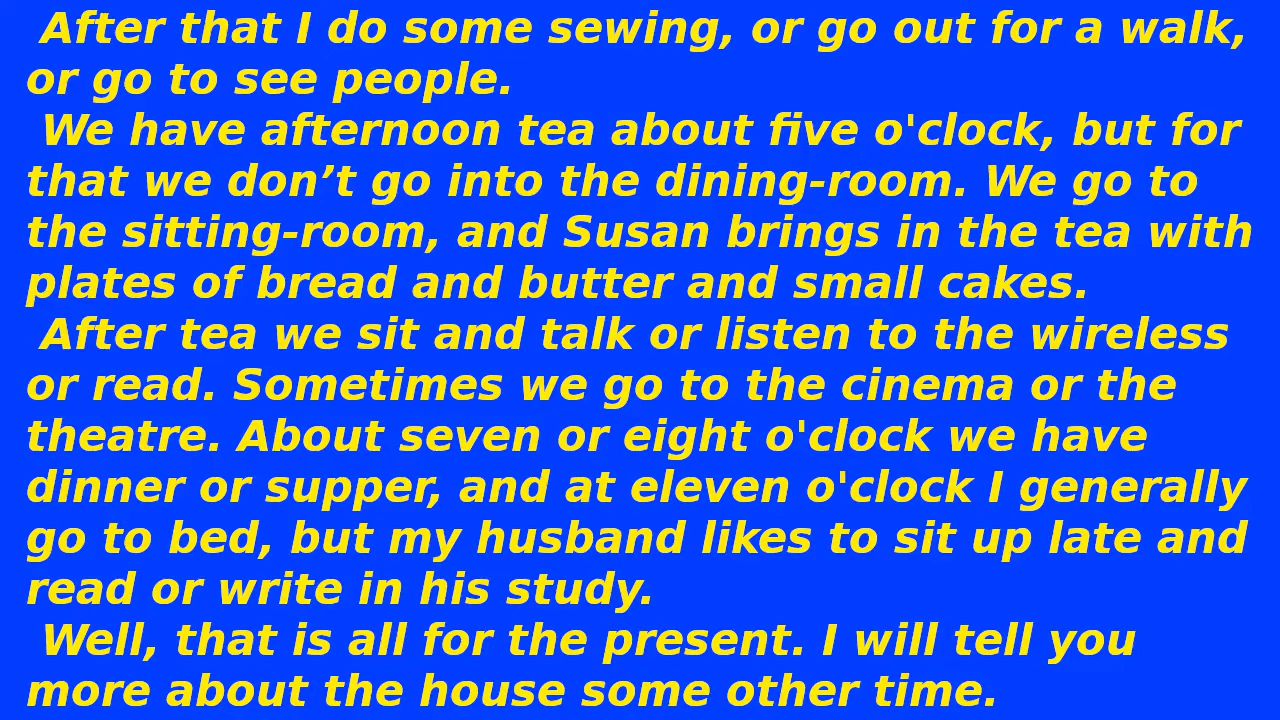 After that I do some sewing, or go out for a walk,
or go to see people.
We have afternoon tea about five o'clock, but for
that we don’t go into the dining-room. We go to
the sitting-room, and Susan brings in the tea with
plates of bread and butter and small cakes.
After tea we sit and talk or listen to the wireless
or read. Sometimes we go to the cinema or the
theatre. About seven or eight o'clock we have
dinner or supper, and at eleven o'clock I generally
go to bed, but my husband likes to sit up late and
read or write in his study.
Well, that is all for the present. I will tell you
more about the house some other time.